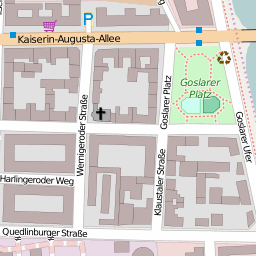 P
Kaiserin-Augusta-Allee
Goslarer
Platz
Goslarer Platz
Wernigeroder Straße
Goslarer Ufer
Klaustaler Straße
Harlingeroder Weg
Quedlinburger Straße